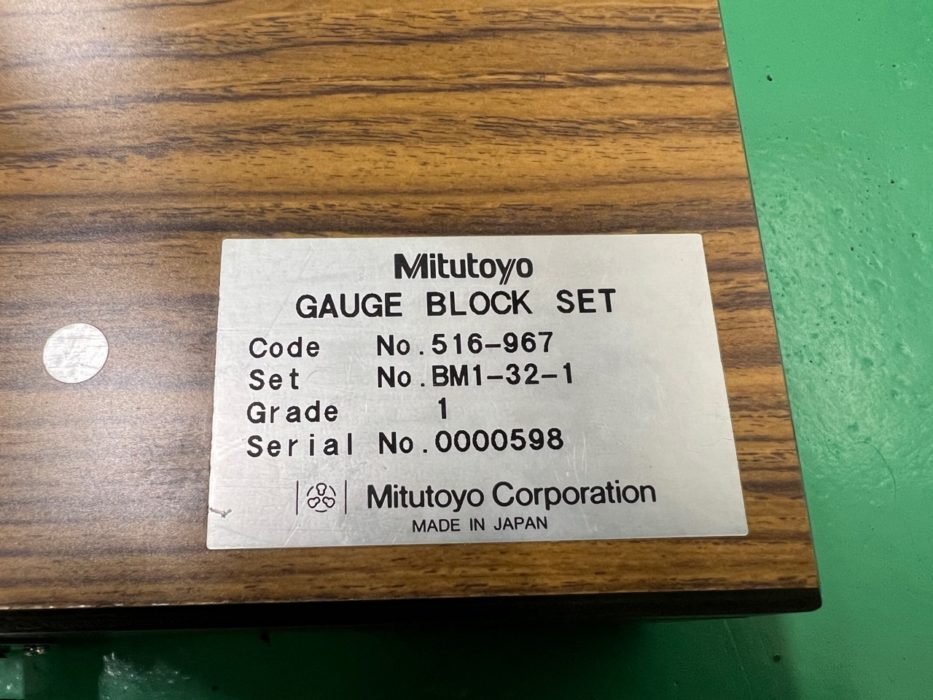 Mitutoyo
GAUGE BLOCK SET
Code No.516-967
Set No.BM1-32-1
Grade 1
Serial No.0000598
Mitutoyo Corporation
MADE IN JAPAN